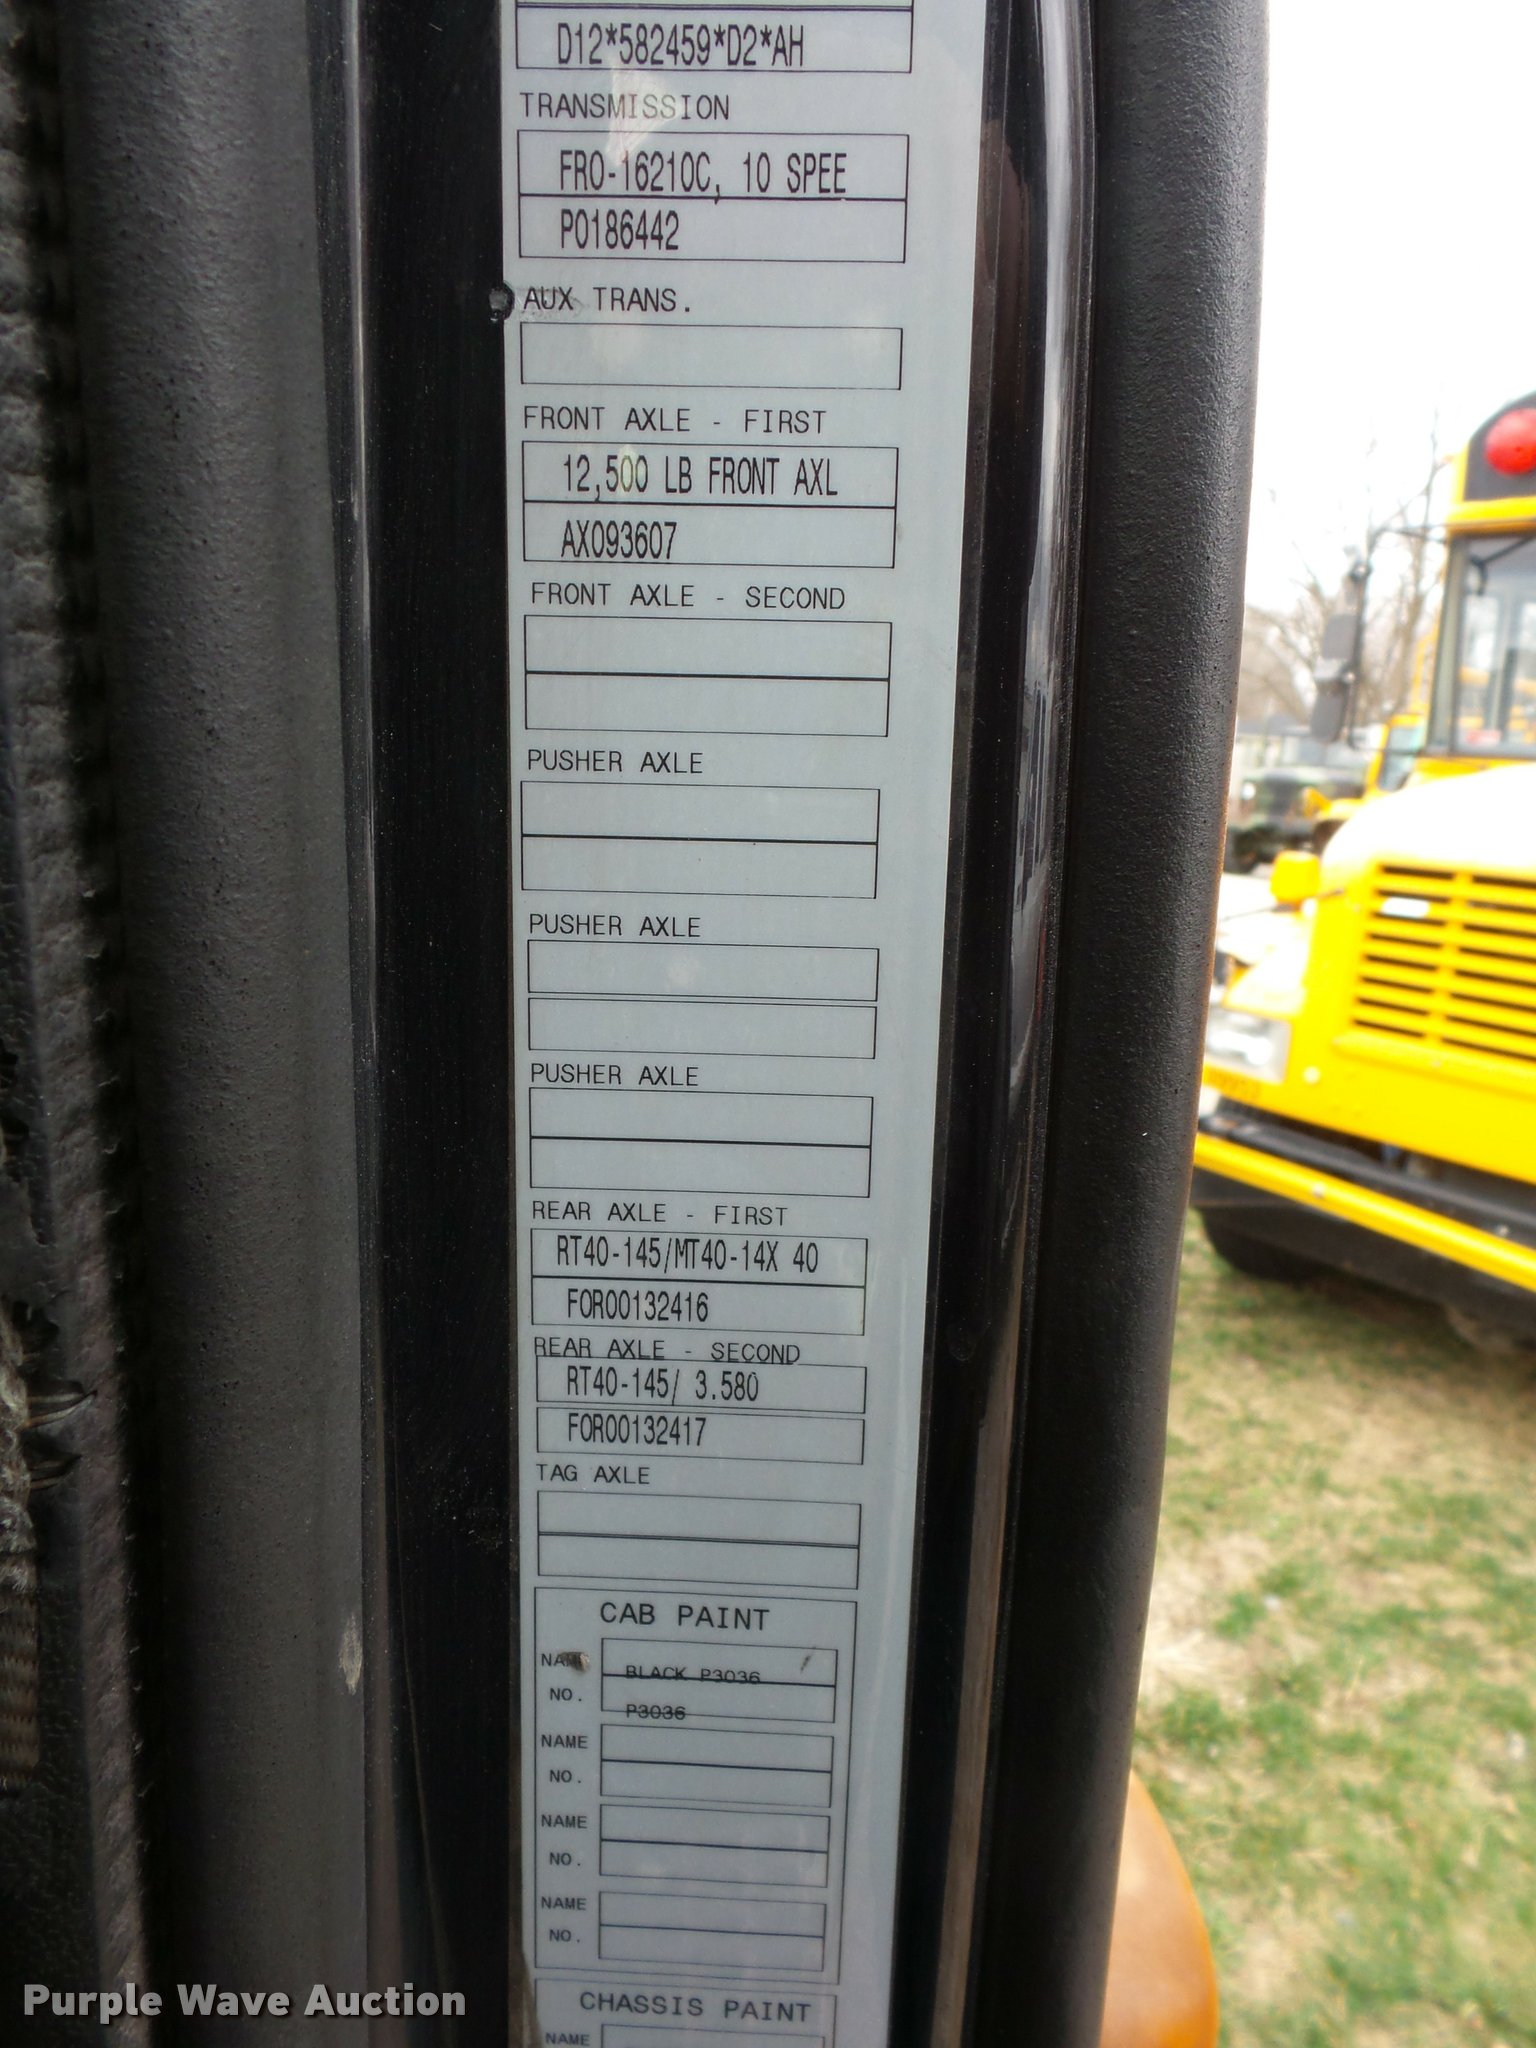 D12*582459*D2*AH
TRANSMISSION
FRO-16210C, 10 SPEE
P0186442
AUX TRANS.
FRONT AXLE - FIRST
12,500 LB FRONT AXL
AX093607
FRONT AXLE - SECOND
PUSHER AXLE
PUSHER AXLE
PUSHER AXLE
REAR AXLE - FIRST
RT40-145/MT40-14X 40
FOR00132416
REAR AXLE - SECOND
RT40-145/ 3.580
FOR00132417
TAG AXLE
CAB PAINT
NAME BLACK P3036
NO. P3036
NAME
NO.
NAME
NO.
NAME
NO.
CHASSIS PAINT
NAME
Purple Wave Auction